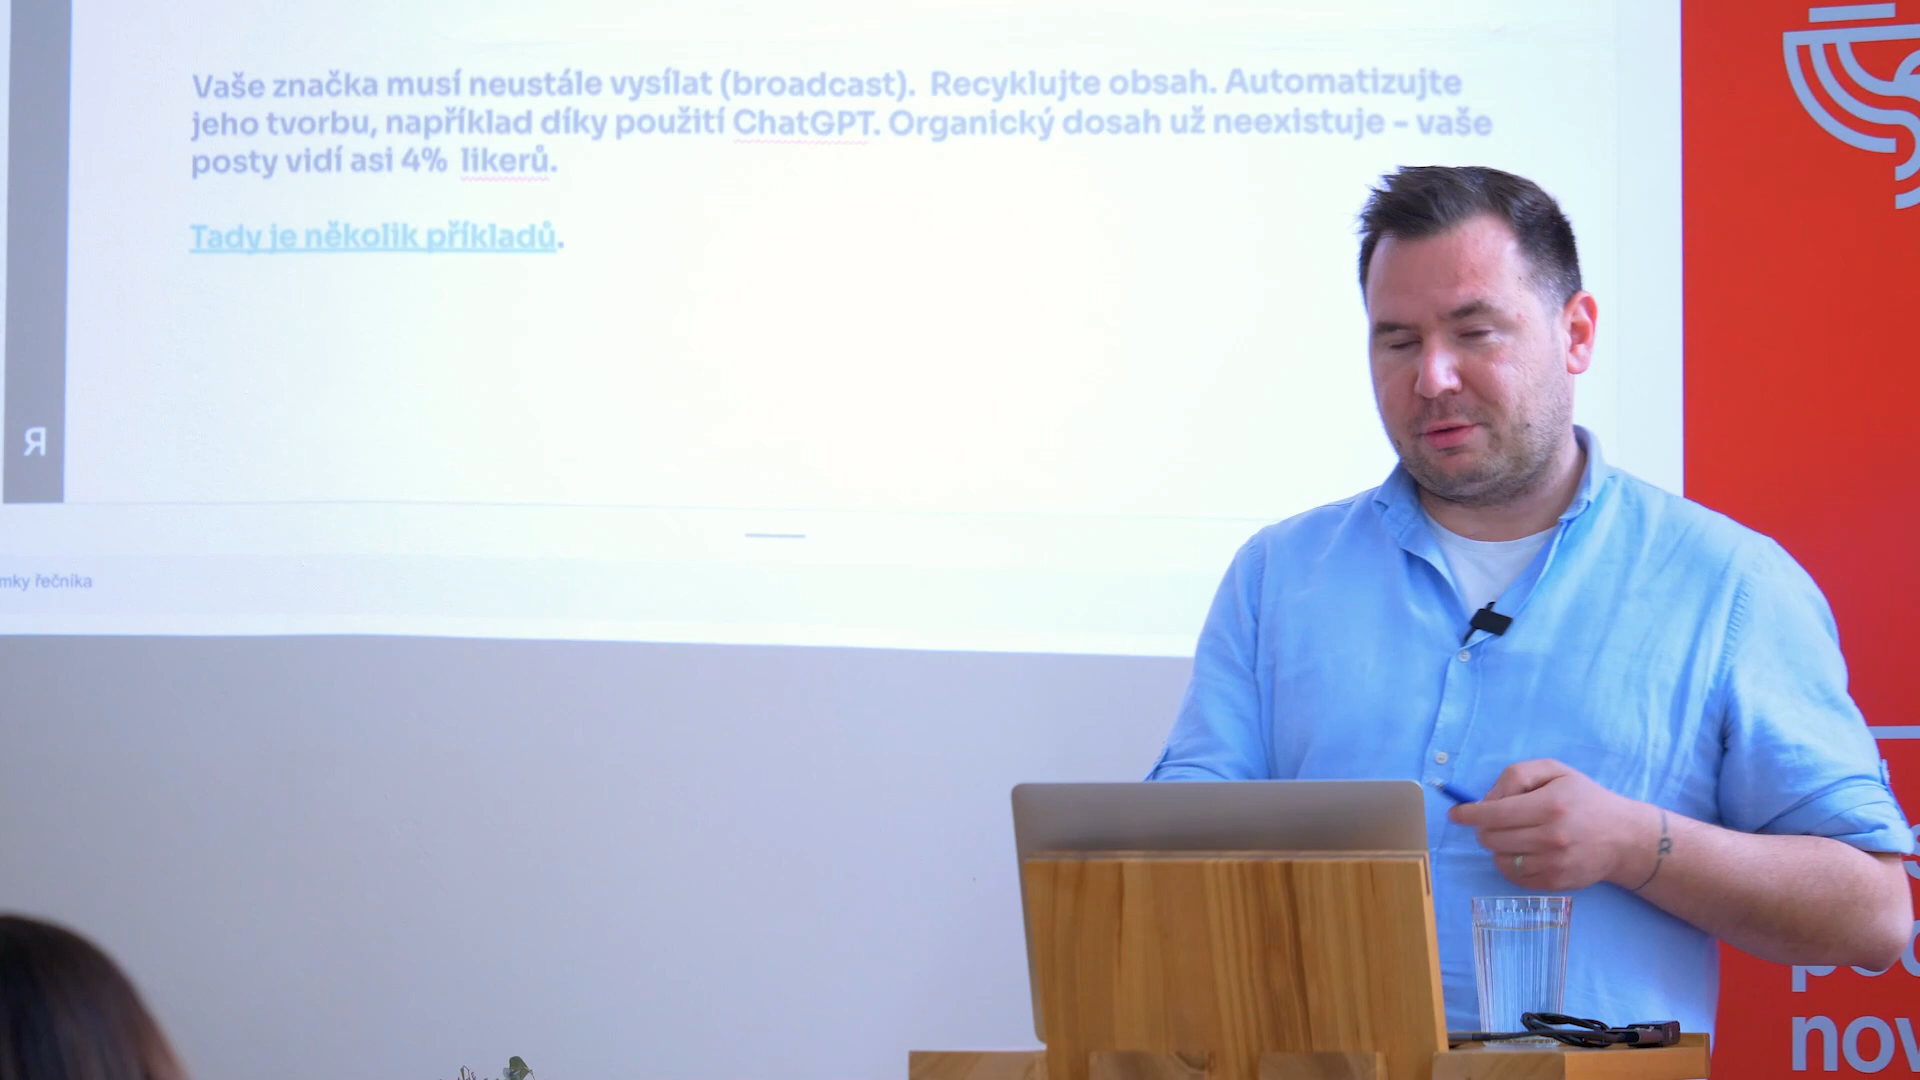 Vaše značka musí neustále vysílat (broadcast). Recyklujte obsah. Automatizujte
jeho tvorbu, například díky použití ChatGPT. Organický dosah už neexistuje - vaše
posty vidí asi 4% likerů.
Tady je několik příkladů.
Я
mky řečníka
nov